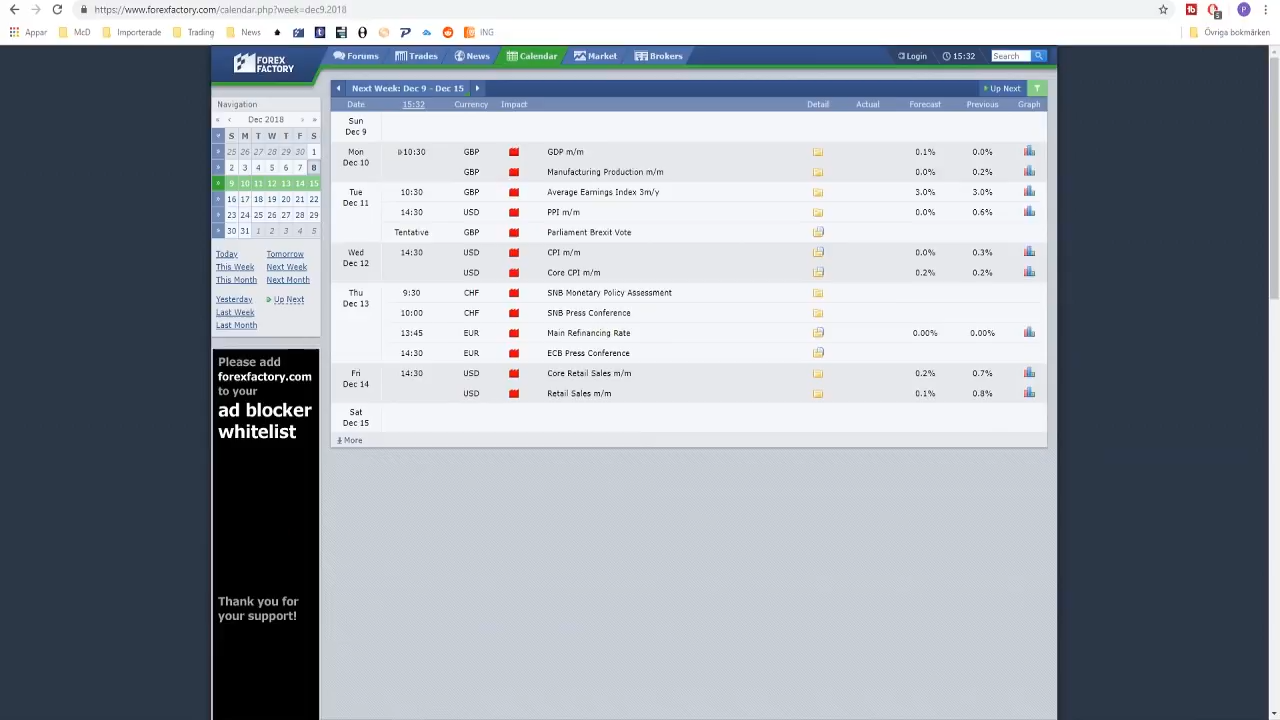 https://www.forexfactory.com/calendar.php?week=dec9.2018
Appar McD Importerade Trading News ING Övriga bokmärken
FOREX FACTORY Forums Trades News Calendar Market Brokers Login 15:32 Search
Navigation
Dec 2018
S M T W T F S
25 26 27 28 29 30 1
2 3 4 5 6 7 8
9 10 11 12 13 14 15
16 17 18 19 20 21 22
23 24 25 26 27 28 29
30 31 1 2 3 4 5
Today Tomorrow
This Week Next Week
This Month Next Month
Yesterday Up Next
Last Week
Last Month
Please add
forexfactory.com
to your
ad blocker
whitelist
Thank you for
your support!
Next Week: Dec 9 - Dec 15 Up Next
Date 15:32 Currency Impact Detail Actual Forecast Previous Graph
Sun
Dec 9
Mon
Dec 10
10:30 GBP GDP m/m 0.1% 0.0%
GBP Manufacturing Production m/m 0.0% 0.2%
Tue
Dec 11
10:30 GBP Average Earnings Index 3m/y 3.0% 3.0%
14:30 USD PPI m/m 0.0% 0.6%
Tentative GBP Parliament Brexit Vote
Wed
Dec 12
14:30 USD CPI m/m 0.0% 0.3%
USD Core CPI m/m 0.2% 0.2%
Thu
Dec 13
9:30 CHF SNB Monetary Policy Assessment
10:00 CHF SNB Press Conference
13:45 EUR Main Refinancing Rate 0.00% 0.00%
14:30 EUR ECB Press Conference
Fri
Dec 14
14:30 USD Core Retail Sales m/m 0.2% 0.7%
USD Retail Sales m/m 0.1% 0.8%
Sat
Dec 15
More